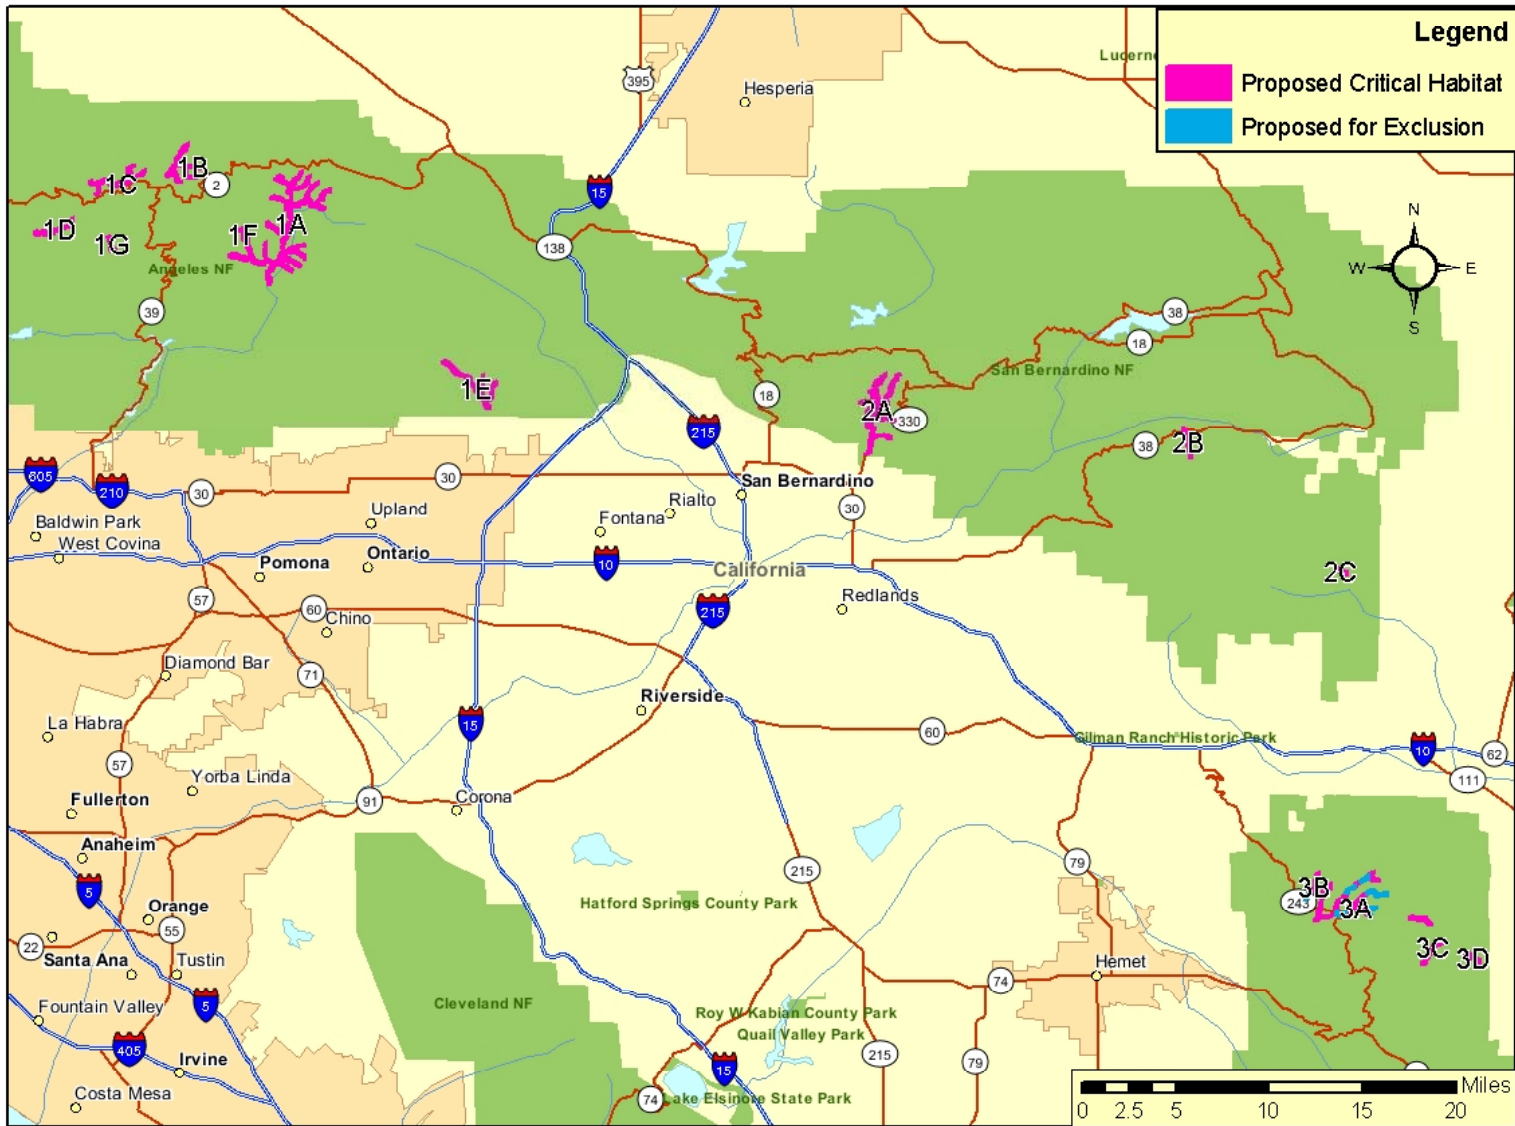 Legend
Proposed Critical Habitat
Proposed for Exclusion
Lucerne
395
Hesperia
1B
1C
2
15
1D
1G
1F
1A
Angeles NF
138
N
W E
S
39
38
18
San Bernardino NF
1E
18
2A
330
215
38
2B
605
210
30
30
San Bernardino
30
Baldwin Park
West Covina
Upland
Rialto
Fontana
Pomona
Ontario
10
California
2C
57
60
Chino
215
Redlands
Diamond Bar
71
Riverside
La Habra
15
60
Gilman Ranch Historic Park
10
62
111
57
Yorba Linda
Fullerton
91
Corona
Anaheim
5
215
79
Orange
55
22
Hatford Springs County Park
243
3B
3A
3C
3D
Santa Ana
Tustin
Hemet
74
Fountain Valley
5
Cleveland NF
Roy W Kabian County Park
Quail Valley Park
405
Irvine
215
79
15
Costa Mesa
74
Lake Elsinore State Park
Miles
0 2.5 5 10 15 20